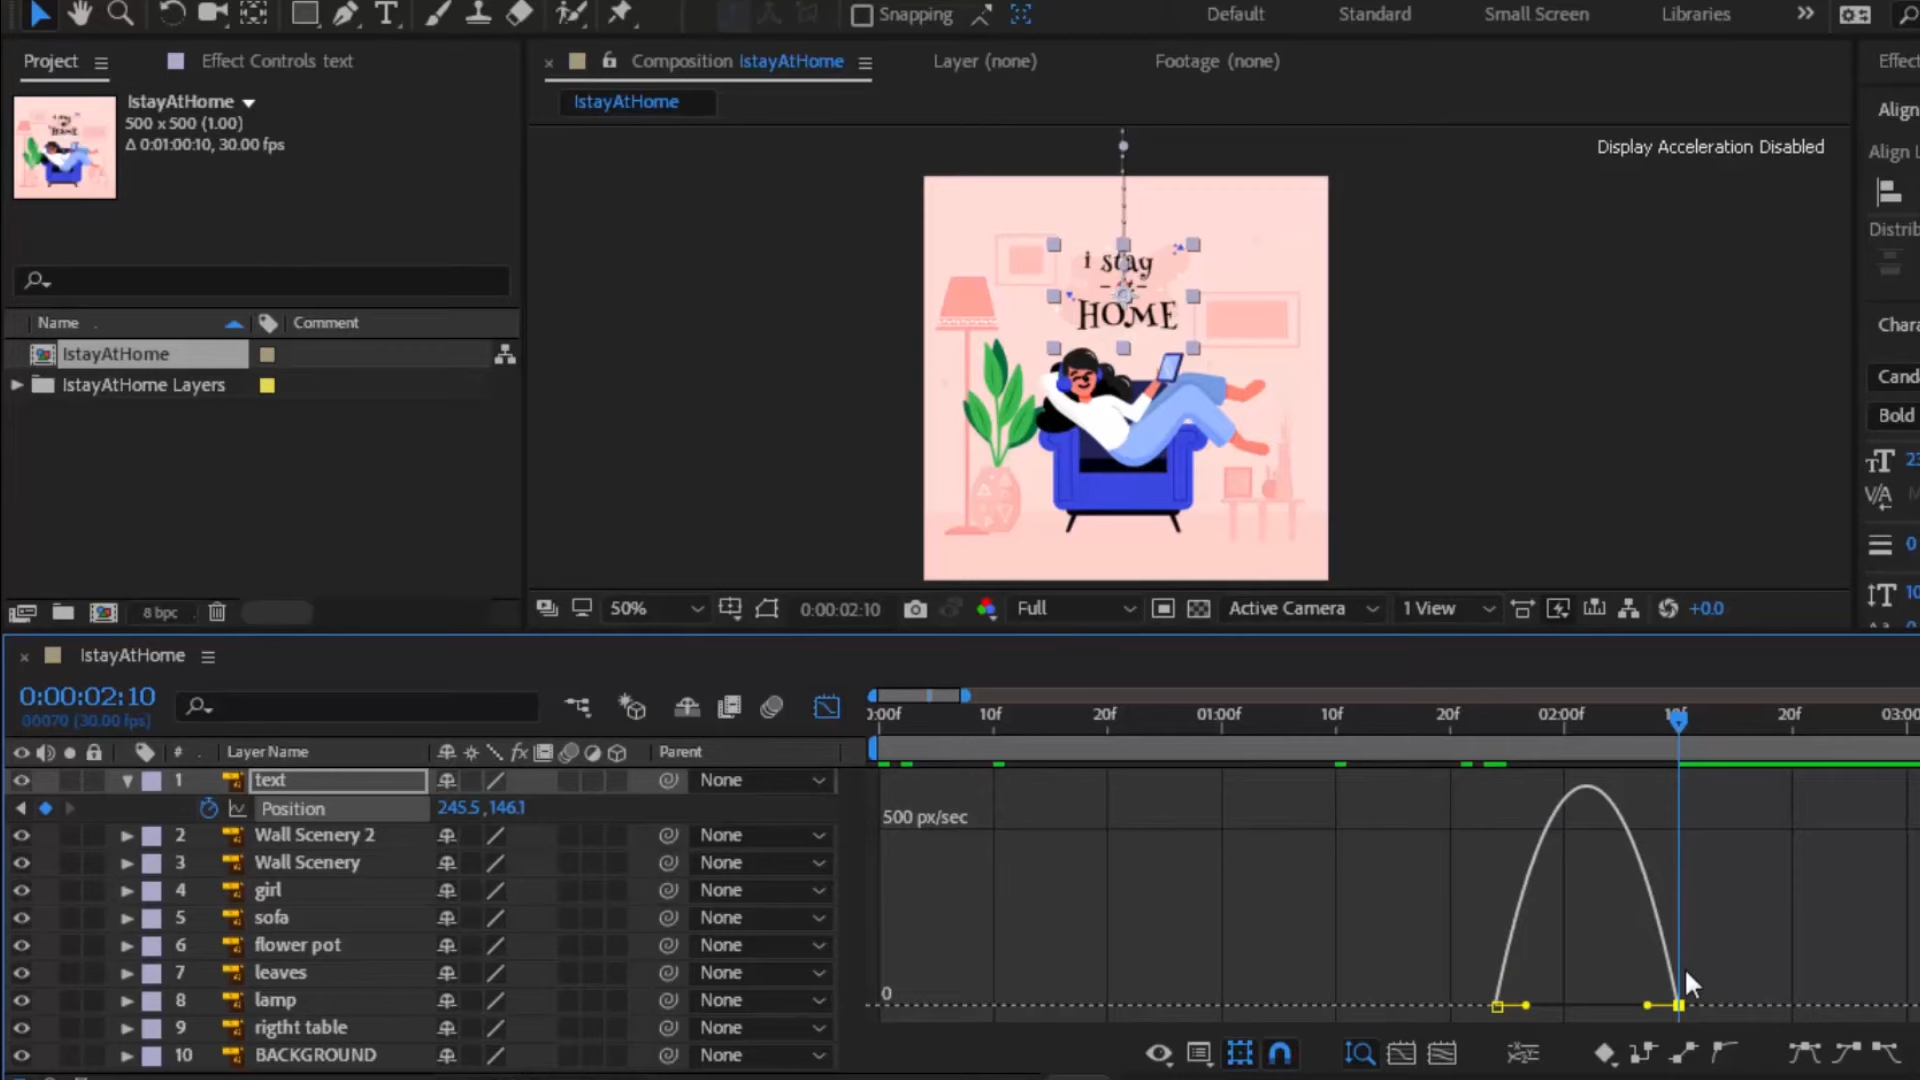 Snapping
Default
Standard
Small Screen
Libraries
Project
Effect Controls text
Composition IstayAtHome
Layer (none)
Footage (none)
Effect
IstayAtHome
500 x 500 (1.00)
Δ 0:01:00:10, 30.00 fps
IstayAtHome
Align
Display Acceleration Disabled
Align L
Distrib
i stay
HOME
Name
Comment
Chara
IstayAtHome
IstayAtHome Layers
Cand
Bold
8 bpc
50%
0:00:02:10
Full
Active Camera
1 View
+0.0
IstayAtHome
0:00:02:10
00070 (30.00 fps)
10f
20f
01:00f
10f
20f
02:00f
20f
03:00
#
Layer Name
fx
Parent
1
text
None
Position
245.5,146.1
500 px/sec
2
Wall Scenery 2
None
3
Wall Scenery
None
4
girl
None
5
sofa
None
6
flower pot
None
7
leaves
None
8
lamp
None
0
9
rigtht table
None
10
BACKGROUND
None